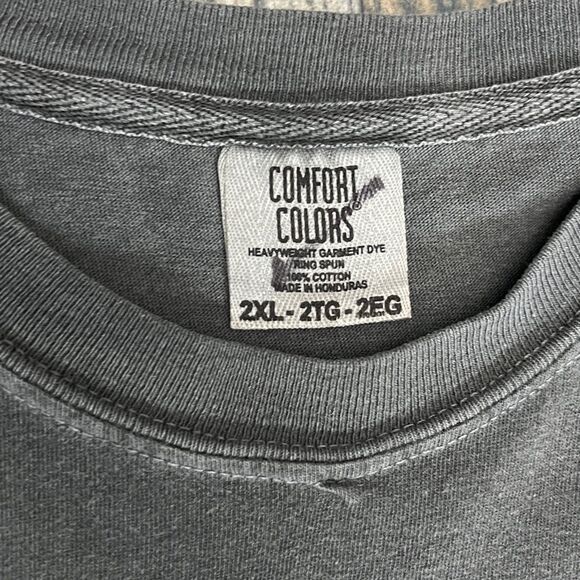 COMFORT
COLORS®
HEAVYWEIGHT GARMENT DYE
RING SPUN
100% COTTON
MADE IN HONDURAS
2XL - 2TG - 2EG